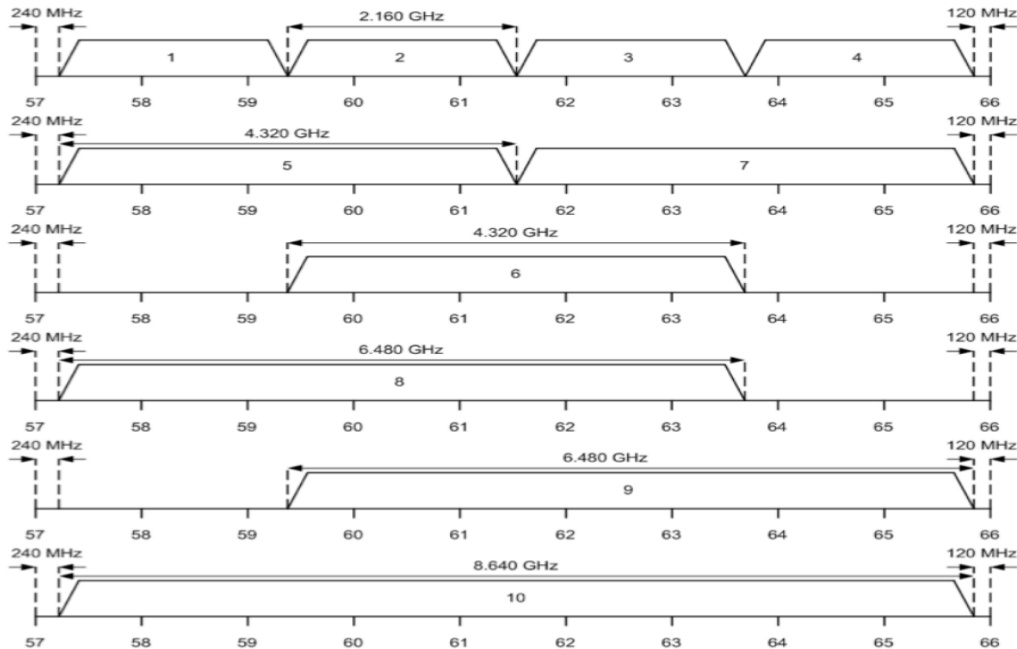 240 MHz 2.160 GHz 120 MHz
1 2 3 4
57 58 59 60 61 62 63 64 65 66
240 MHz 4.320 GHz 120 MHz
5 7
57 58 59 60 61 62 63 64 65 66
240 MHz 4.320 GHz 120 MHz
6
57 58 59 60 61 62 63 64 65 66
240 MHz 6.480 GHz 120 MHz
8
57 58 59 60 61 62 63 64 65 66
240 MHz 6.480 GHz 120 MHz
9
57 58 59 60 61 62 63 64 65 66
240 MHz 8.640 GHz 120 MHz
10
57 58 59 60 61 62 63 64 65 66